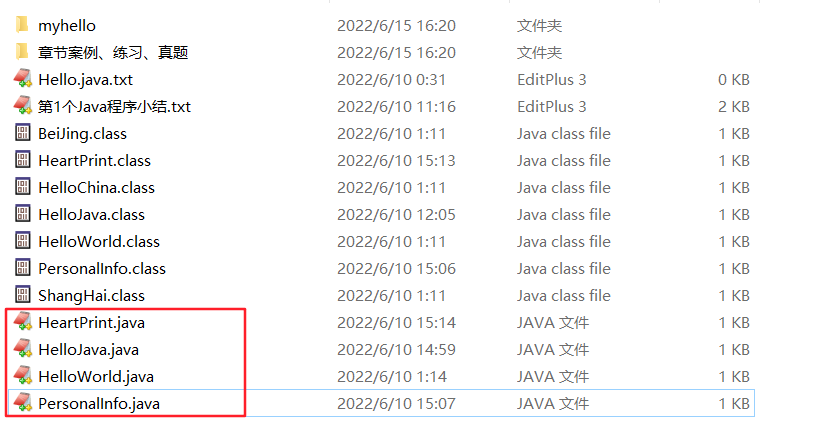 myhello 2022/6/15 16:20 文件夹
章节案例、练习、真题 2022/6/15 16:20 文件夹
Hello.java.txt 2022/6/10 0:31 EditPlus 3 0 KB
第1个Java程序小结.txt 2022/6/10 11:16 EditPlus 3 2 KB
BeiJing.class 2022/6/10 1:11 Java class file 1 KB
HeartPrint.class 2022/6/10 15:13 Java class file 1 KB
HelloChina.class 2022/6/10 1:11 Java class file 1 KB
HelloJava.class 2022/6/10 12:05 Java class file 1 KB
HelloWorld.class 2022/6/10 1:11 Java class file 1 KB
PersonalInfo.class 2022/6/10 15:06 Java class file 1 KB
ShangHai.class 2022/6/10 1:11 Java class file 1 KB
HeartPrint.java 2022/6/10 15:14 JAVA 文件 1 KB
HelloJava.java 2022/6/10 14:59 JAVA 文件 1 KB
HelloWorld.java 2022/6/10 1:14 JAVA 文件 1 KB
PersonalInfo.java 2022/6/10 15:07 JAVA 文件 1 KB